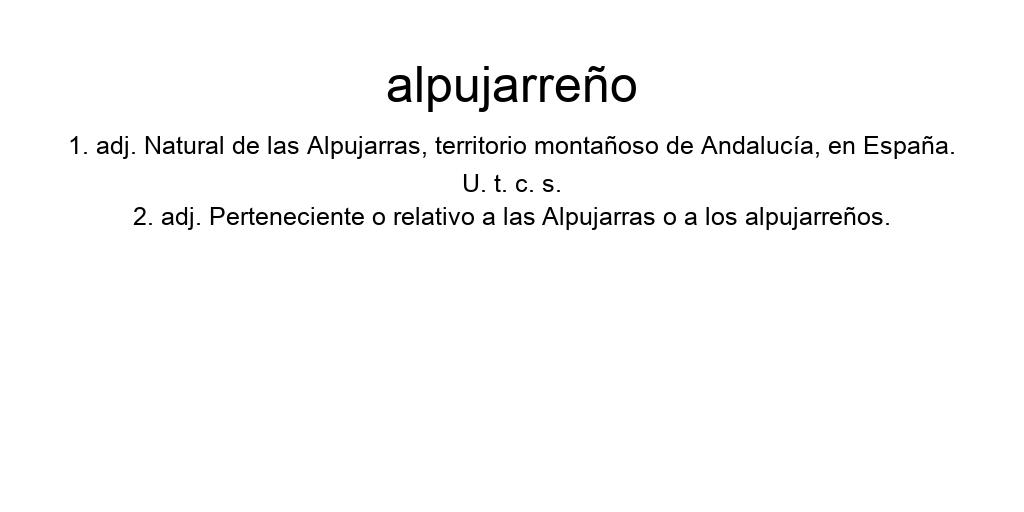 alpujarreño
1. adj. Natural de las Alpujarras, territorio montañoso de Andalucía, en España.
U. t. c. s.
2. adj. Perteneciente o relativo a las Alpujarras o a los alpujarreños.